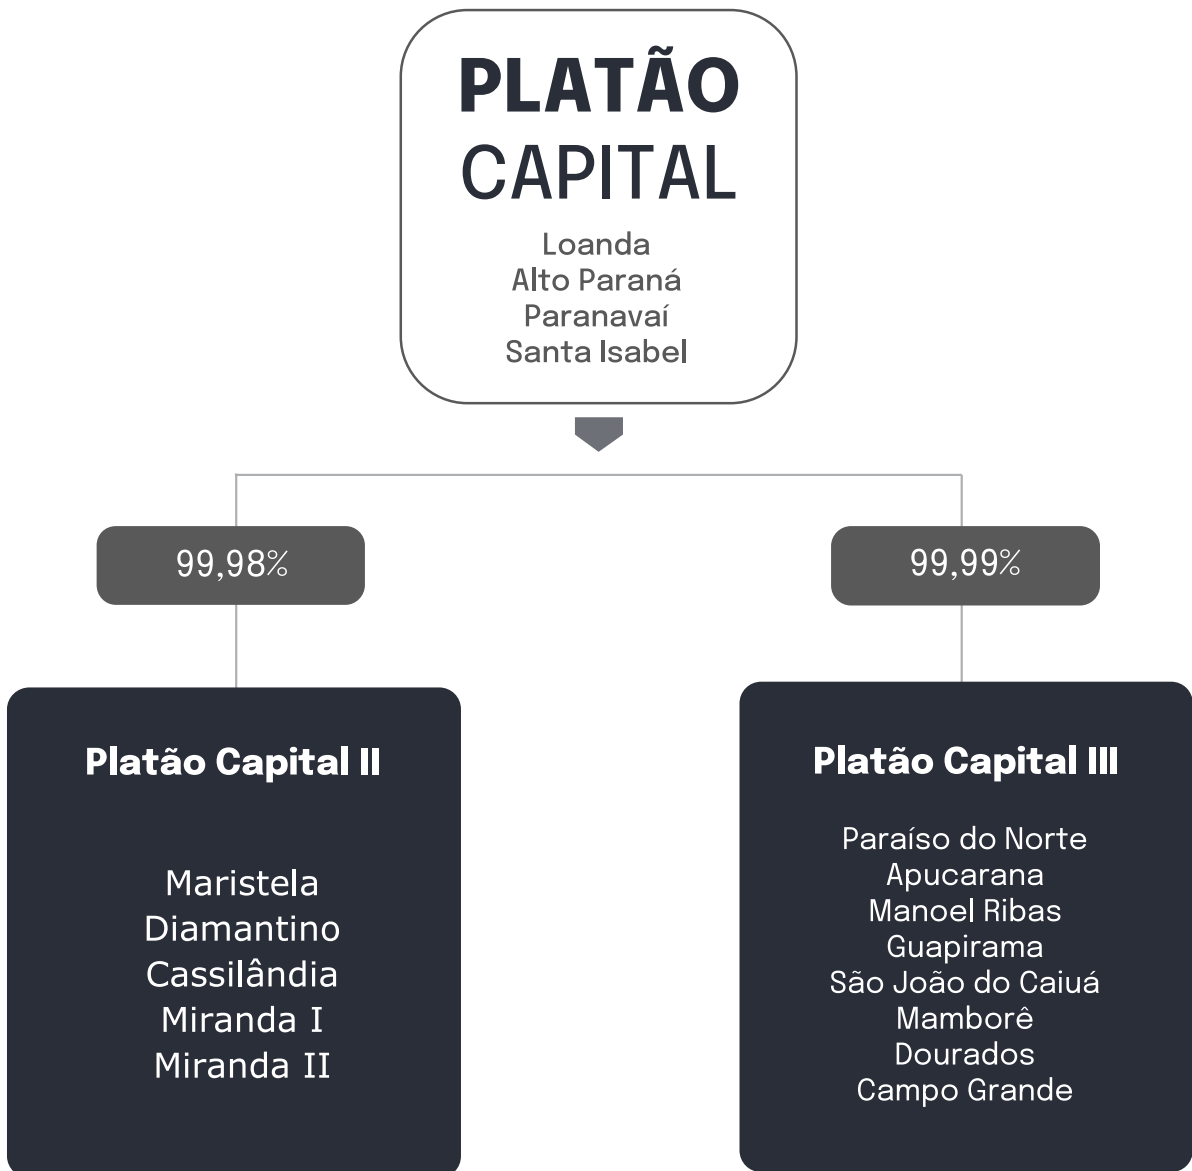 PLATÃO
CAPITAL
Loanda
Alto Paraná
Paranavaí
Santa Isabel
99,98%
99,99%
Platão Capital II
Maristela
Diamantino
Cassilândia
Miranda I
Miranda II
Platão Capital III
Paraíso do Norte
Apucarana
Manoel Ribas
Guapirama
São João do Caiuá
Mamborê
Dourados
Campo Grande